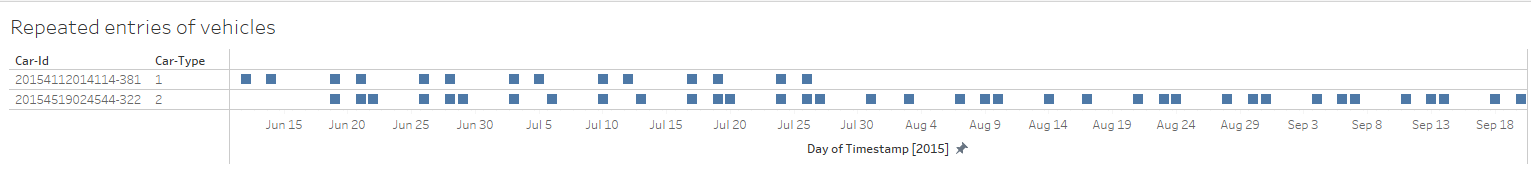 Repeated entries of vehicles
Car-Id Car-Type
20154112014114-381 1
20154519024544-322 2
Jun 15 Jun 20 Jun 25 Jun 30 Jul 5 Jul 10 Jul 15 Jul 20 Jul 25 Jul 30 Aug 4 Aug 9 Aug 14 Aug 19 Aug 24 Aug 29 Sep 3 Sep 8 Sep 13 Sep 18
Day of Timestamp [2015]